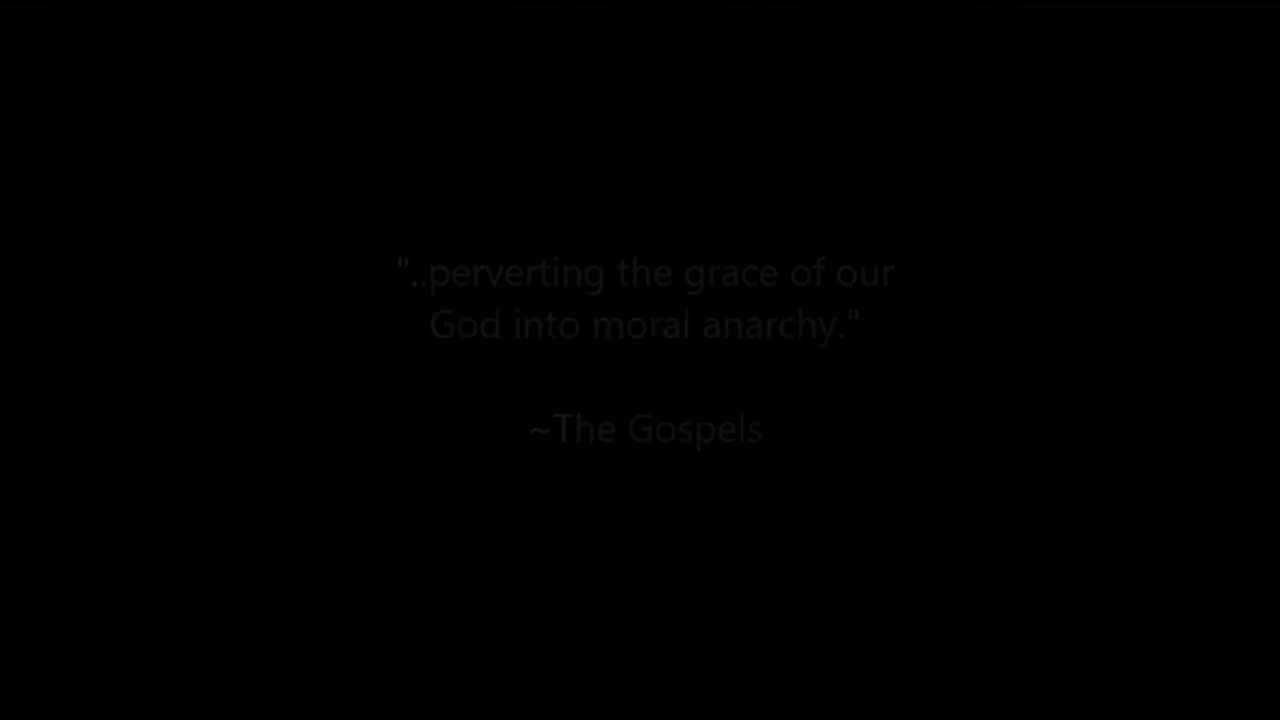 "..perverting the grace of our
God into moral anarchy."
~The Gospels